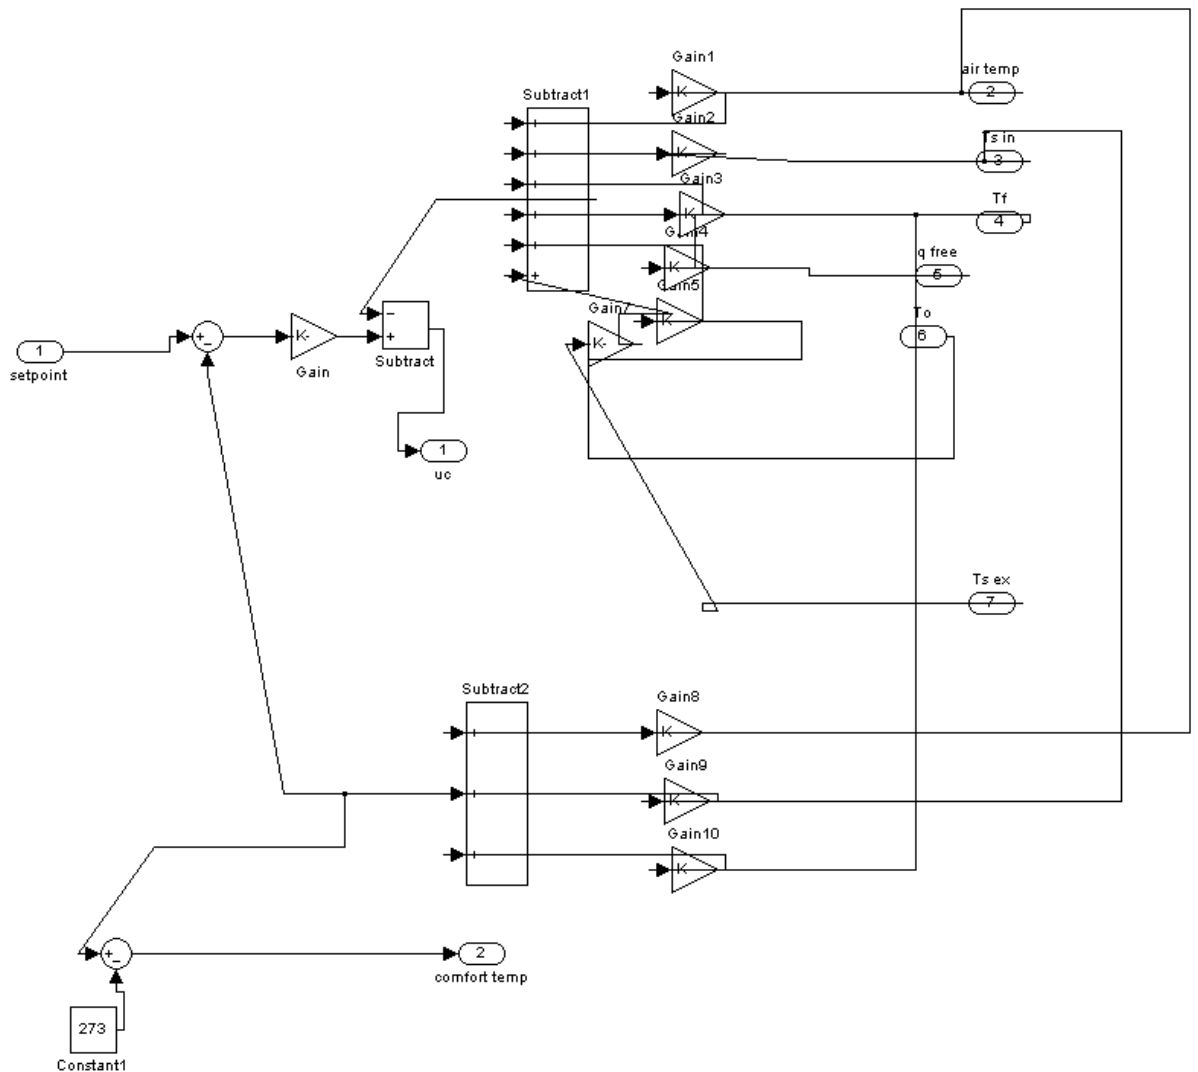 Gain1
K-
air temp
2
Subtract1
+
Gain2
K-
Ts in
3
+
+
Gain3
K-
Tf
4
+
Gain4
K-
q free
5
+
Gain5
K-
+
Gain7
K-
To
6
1
setpoint
+
−
K-
Gain
−
+
Subtract
1
uc
Ts ex
7
Subtract2
Gain8
+
K-
Gain9
+
K-
Gain10
+
K-
+
−
2
comfort temp
273
Constant1